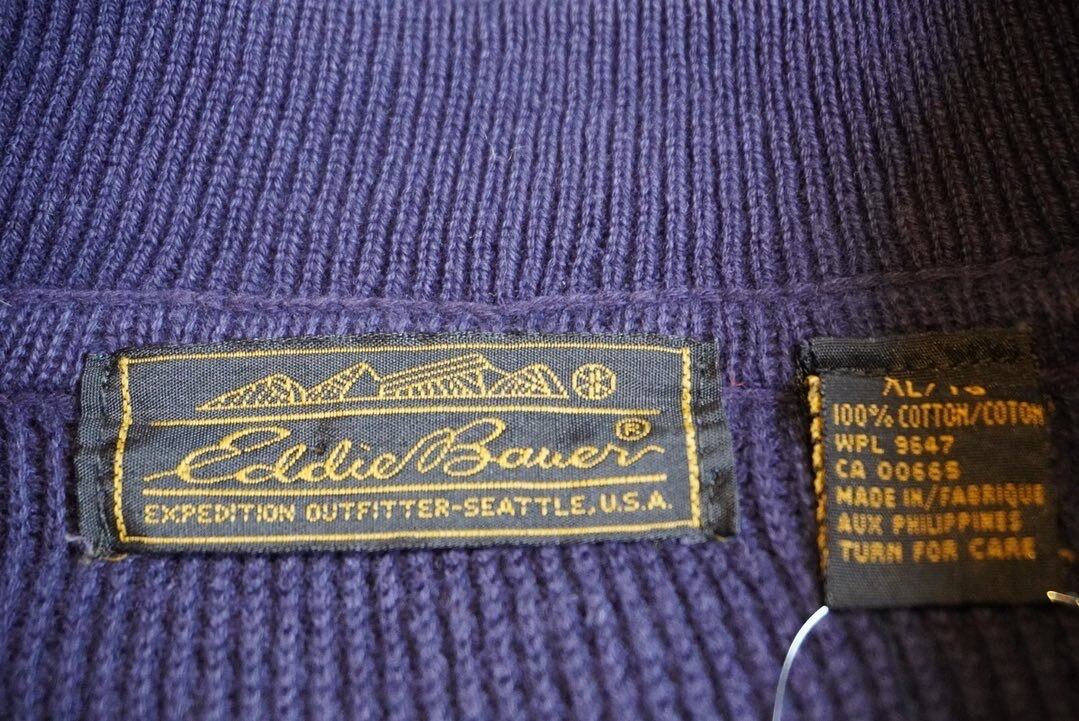 Eddie Bauer®
EXPEDITION OUTFITTER-SEATTLE, U.S.A.
100% COTTON/COTON
WPL 9647
CA 00665
MADE IN/FABRIQUE
AUX PHILIPPINES
TURN FOR CARE